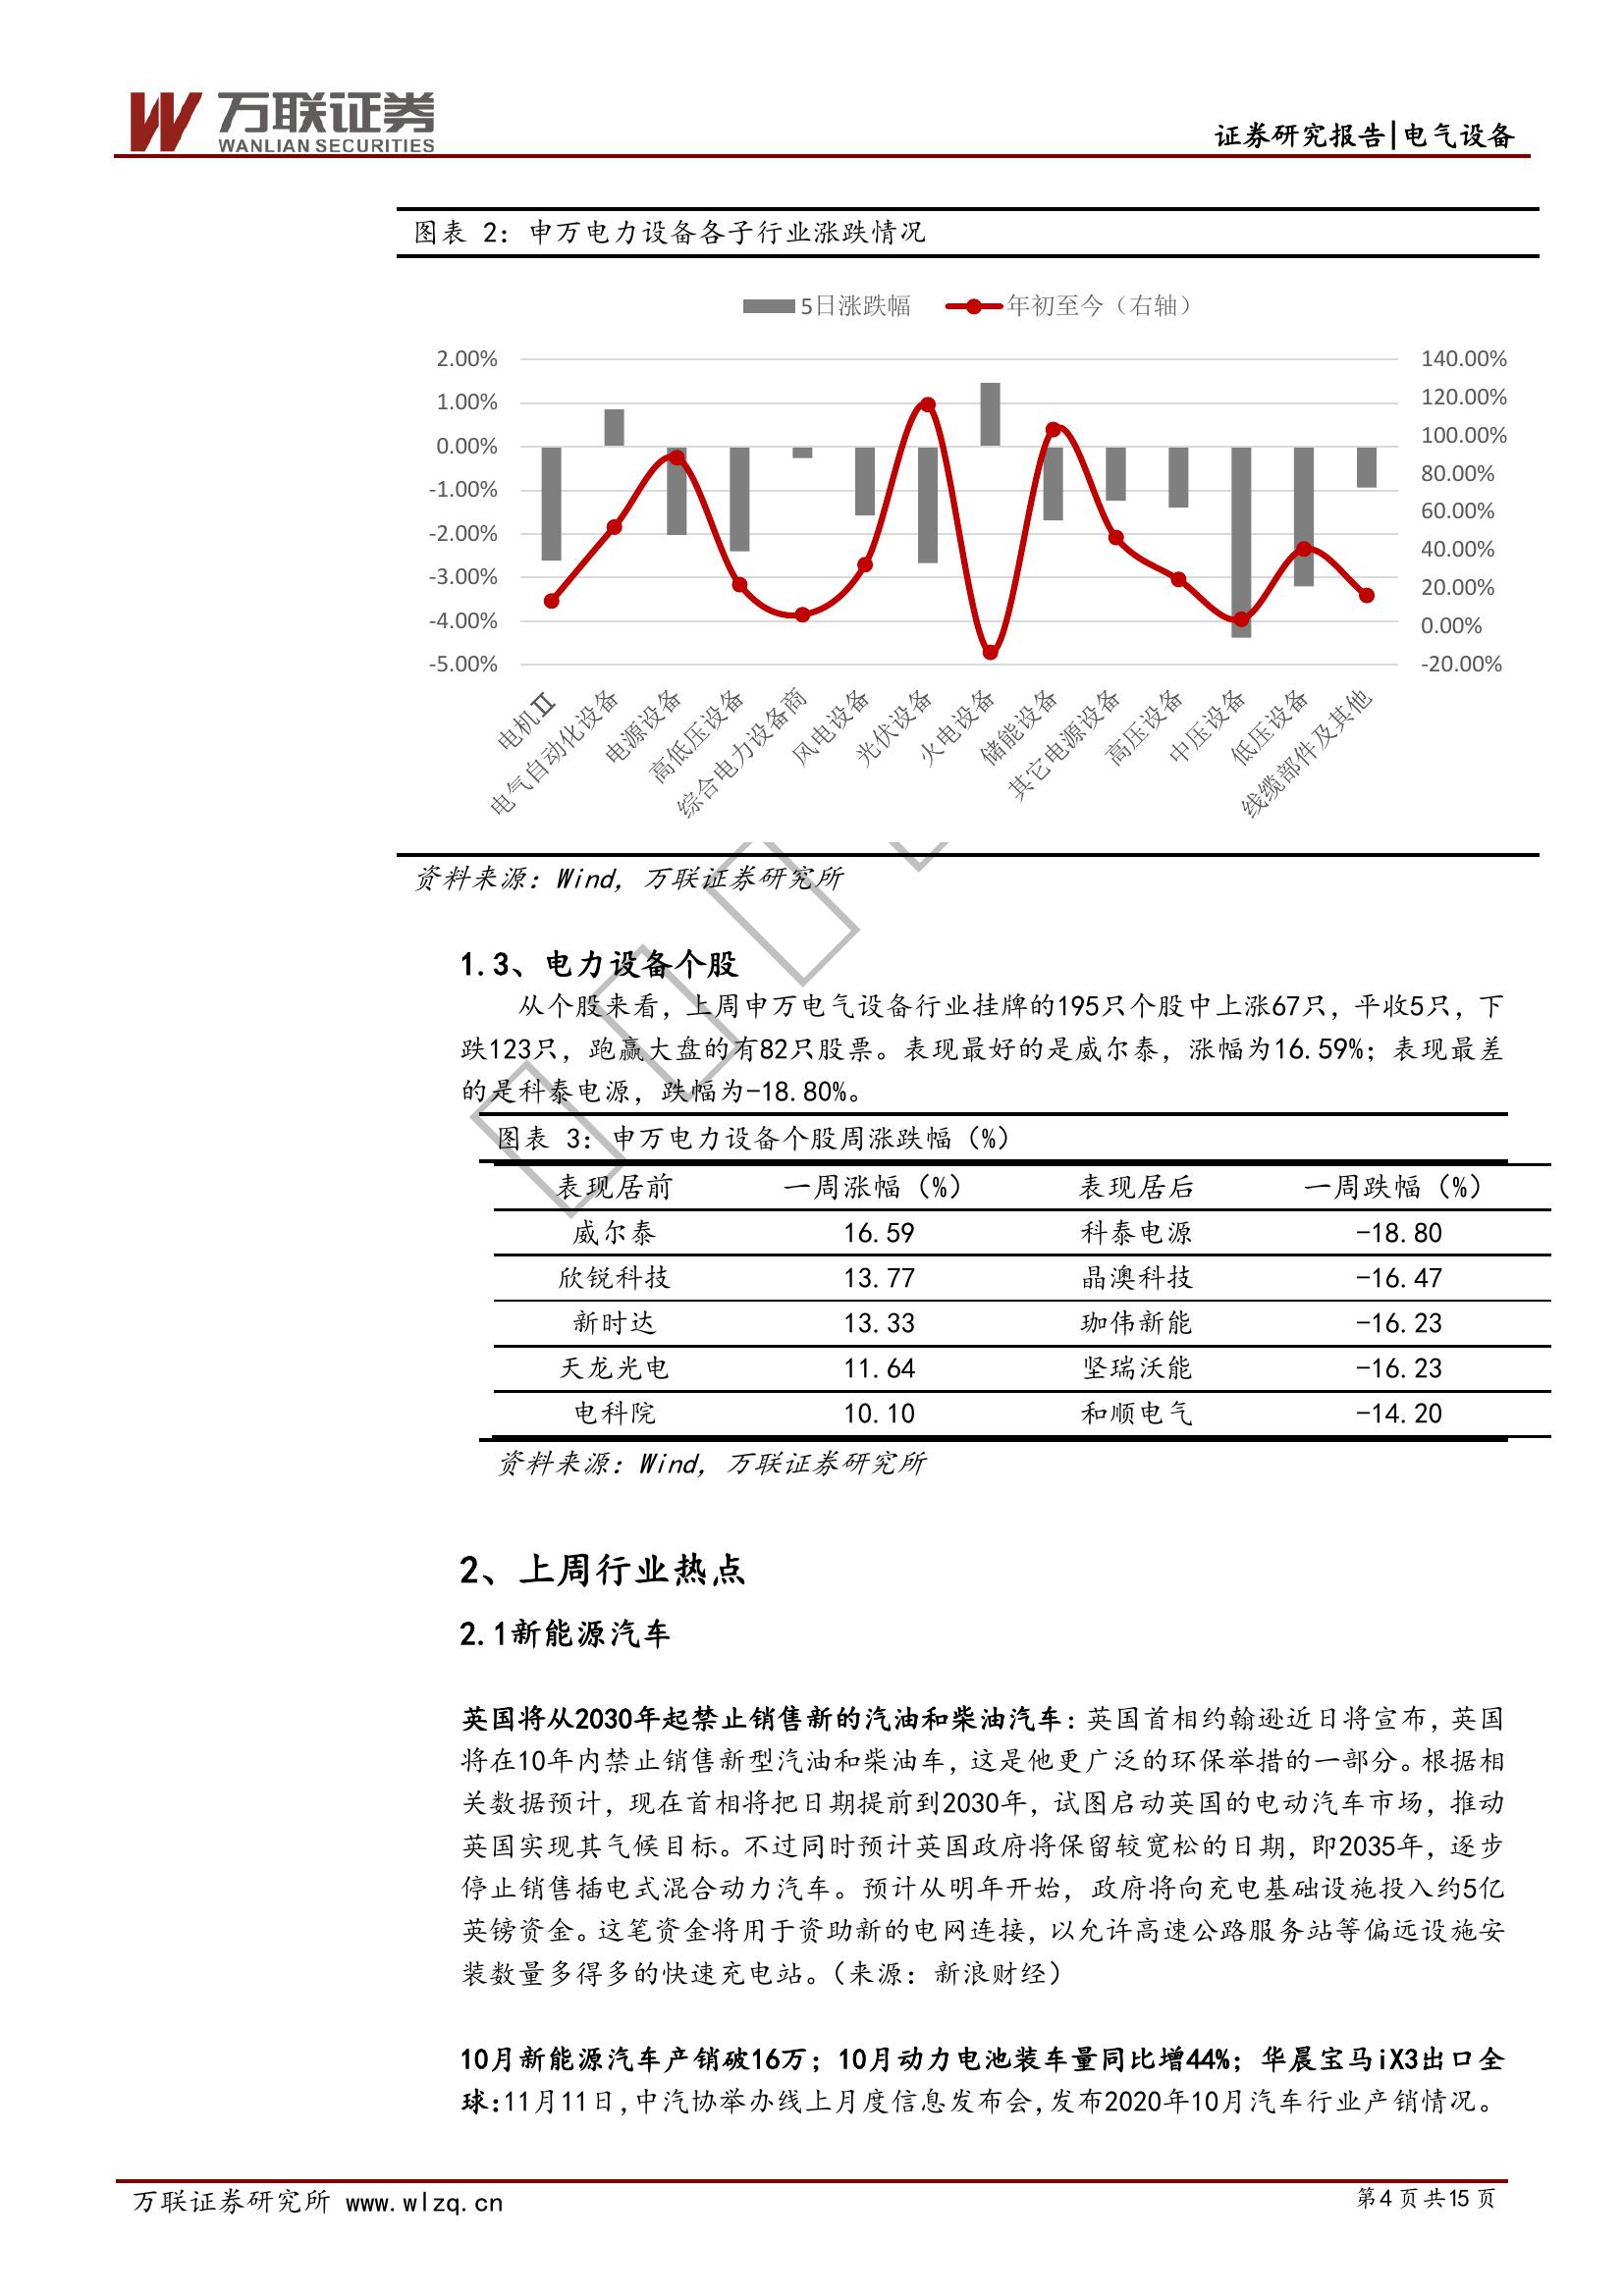 万联证券
WANLIAN SECURITIES
证券研究报告|电气设备
图表 2：申万电力设备各子行业涨跌情况
5日涨跌幅 年初至今（右轴）
2.00%
1.00%
0.00%
-1.00%
-2.00%
-3.00%
-4.00%
-5.00%
140.00%
120.00%
100.00%
80.00%
60.00%
40.00%
20.00%
0.00%
-20.00%
电机Ⅱ
电气自动化设备
电源设备
高低压设备
综合电力设备商
风电设备
光伏设备
火电设备
储能设备
其它电源设备
高压设备
中压设备
低压设备
线缆部件及其他
资料来源：Wind，万联证券研究所
1.3、电力设备个股
从个股来看，上周申万电气设备行业挂牌的195只个股中上涨67只，平收5只，下
跌123只，跑赢大盘的有82只股票。表现最好的是威尔泰，涨幅为16.59%；表现最差
的是科泰电源，跌幅为-18.80%。
图表 3：申万电力设备个股周涨跌幅（%）
表现居前 一周涨幅（%） 表现居后 一周跌幅（%）
威尔泰 16.59 科泰电源 -18.80
欣锐科技 13.77 晶澳科技 -16.47
新时达 13.33 珈伟新能 -16.23
天龙光电 11.64 坚瑞沃能 -16.23
电科院 10.10 和顺电气 -14.20
资料来源：Wind，万联证券研究所
2、上周行业热点
2.1新能源汽车
英国将从2030年起禁止销售新的汽油和柴油汽车：英国首相约翰逊近日将宣布，英国
将在10年内禁止销售新型汽油和柴油车，这是他更广泛的环保举措的一部分。根据相
关数据预计，现在首相将把日期提前到2030年，试图启动英国的电动汽车市场，推动
英国实现其气候目标。不过同时预计英国政府将保留较宽松的日期，即2035年，逐步
停止销售插电式混合动力汽车。预计从明年开始，政府将向充电基础设施投入约5亿
英镑资金。这笔资金将用于资助新的电网连接，以允许高速公路服务站等偏远设施安
装数量多得多的快速充电站。（来源：新浪财经）
10月新能源汽车产销破16万；10月动力电池装车量同比增44%；华晨宝马iX3出口全
球：11月11日，中汽协举办线上月度信息发布会，发布2020年10月汽车行业产销情况。
万联证券研究所 www.wlzq.cn
第4页共15页